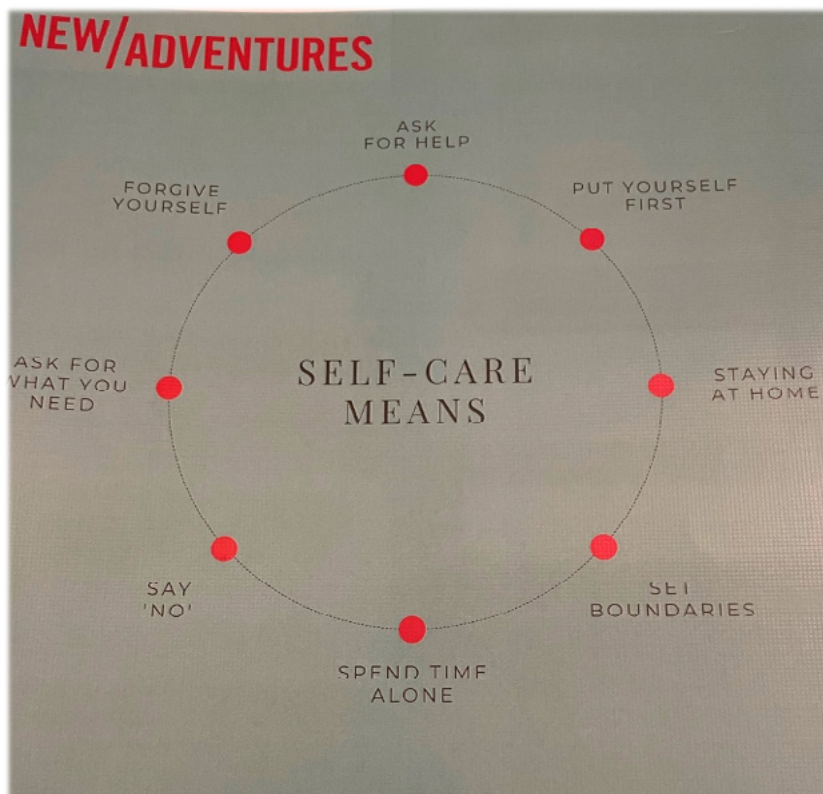 NEW/ADVENTURES
ASK
FOR HELP
PUT YOURSELF
FIRST
STAYING
AT HOME
SET
BOUNDARIES
SPEND TIME
ALONE
SAY
'NO'
ASK FOR
WHAT YOU
NEED
FORGIVE
YOURSELF
SELF-CARE
MEANS